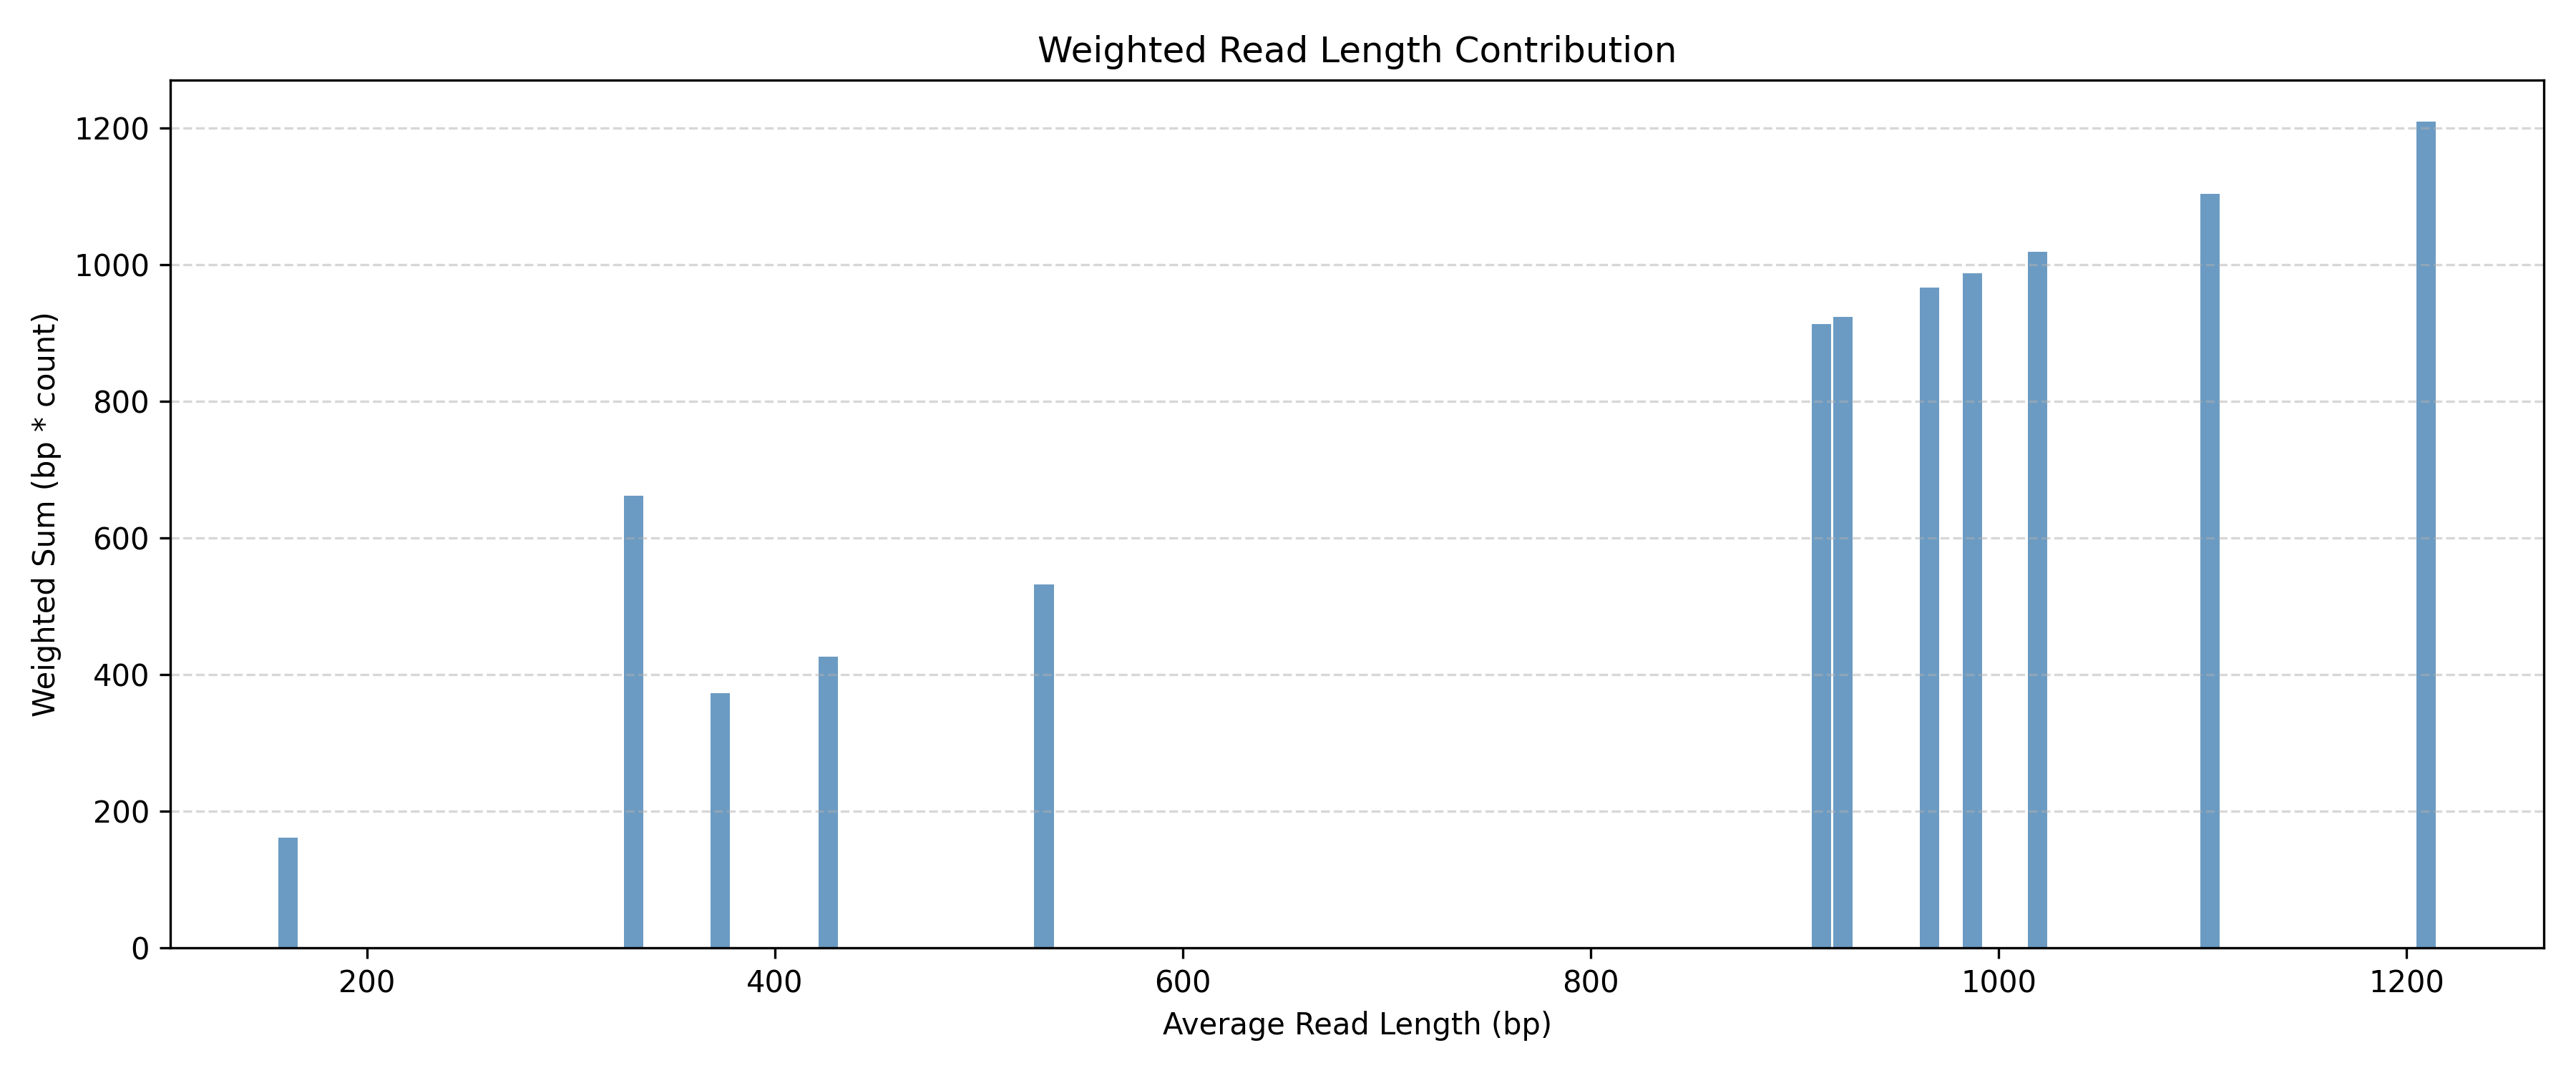 Weighted Read Length Contribution
Weighted Sum (bp * count)
1200
1000
800
600
400
200
0
200 400 600 800 1000 1200
Average Read Length (bp)